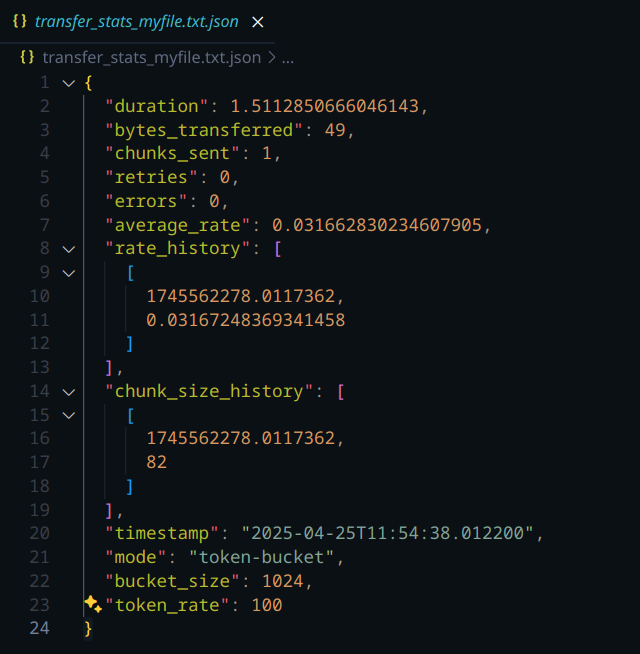 {} transfer_stats_myfile.txt.json ×
{} transfer_stats_myfile.txt.json > ...
1 {
2 "duration": 1.5112850666046143,
3 "bytes_transferred": 49,
4 "chunks_sent": 1,
5 "retries": 0,
6 "errors": 0,
7 "average_rate": 0.031662830234607905,
8 "rate_history": [
9 [
10 1745562278.0117362,
11 0.03167248369341458
12 ]
13 ],
14 "chunk_size_history": [
15 [
16 1745562278.0117362,
17 82
18 ]
19 ],
20 "timestamp": "2025-04-25T11:54:38.012200",
21 "mode": "token-bucket",
22 "bucket_size": 1024,
23 "token_rate": 100
24 }